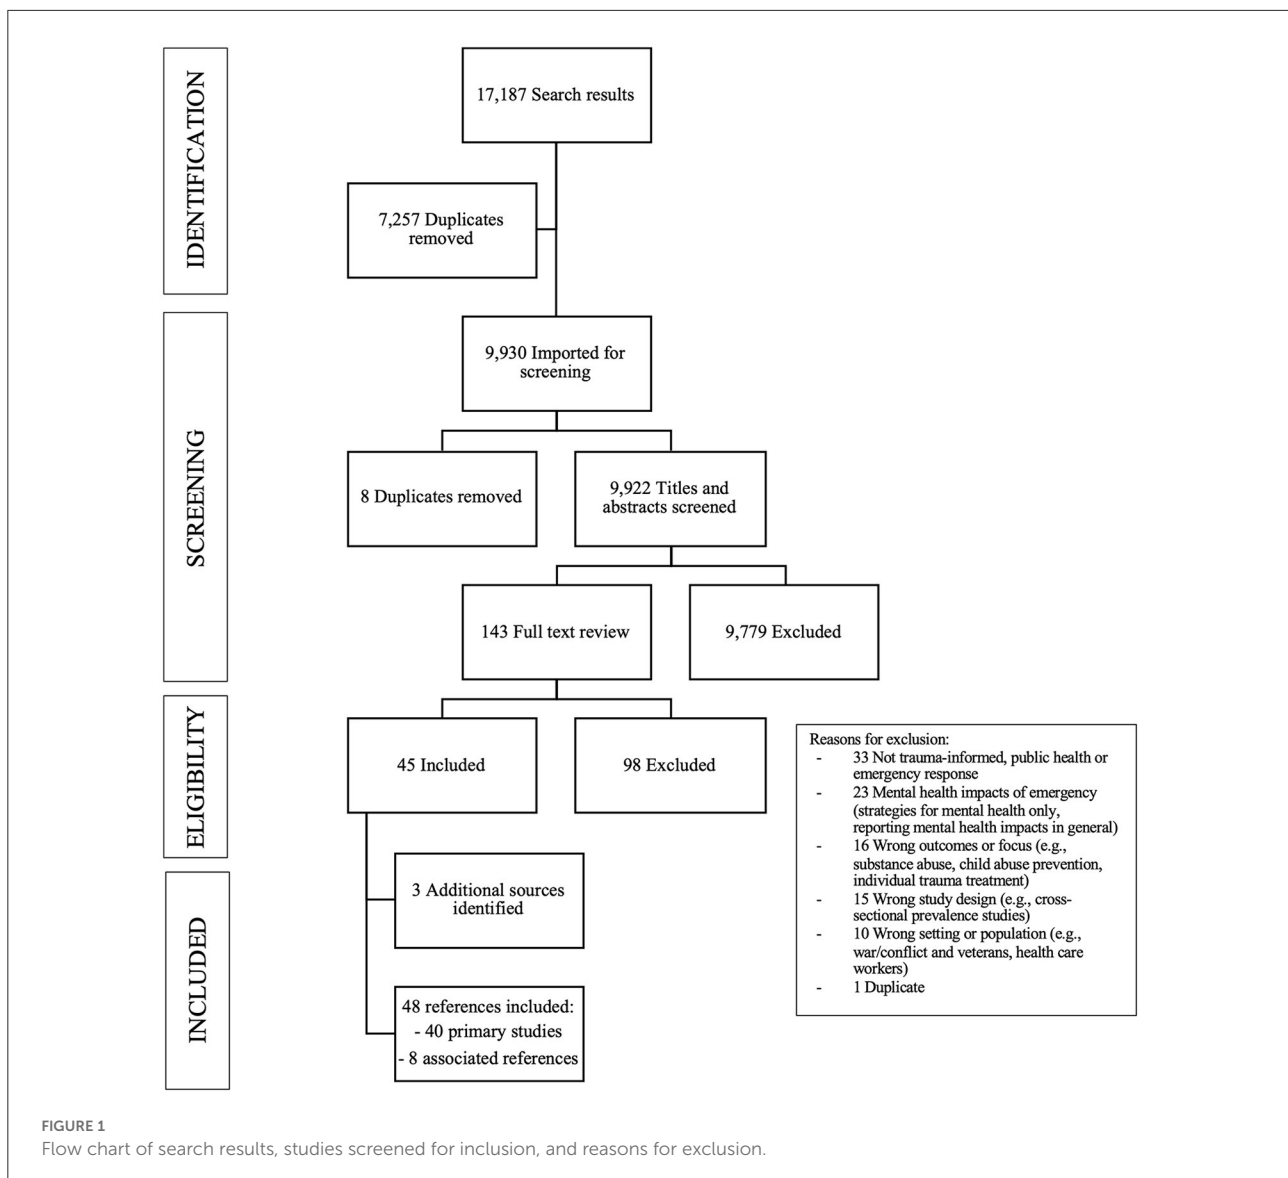 IDENTIFICATION
17,187 Search results
7,257 Duplicates
removed
SCREENING
9,930 Imported for
screening
8 Duplicates removed
9,922 Titles and
abstracts screened
143 Full text review
9,779 Excluded
ELIGIBILITY
45 Included
98 Excluded
Reasons for exclusion:
- 33 Not trauma-informed, public health or
emergency response
- 23 Mental health impacts of emergency
(strategies for mental health only,
reporting mental health impacts in general)
- 16 Wrong outcomes or focus (e.g.,
substance abuse, child abuse prevention,
individual trauma treatment)
- 15 Wrong study design (e.g., cross-
sectional prevalence studies)
- 10 Wrong setting or population (e.g.,
war/conflict and veterans, health care
workers)
- 1 Duplicate
INCLUDED
3 Additional sources
identified
48 references included:
- 40 primary studies
- 8 associated references
FIGURE 1
Flow chart of search results, studies screened for inclusion, and reasons for exclusion.